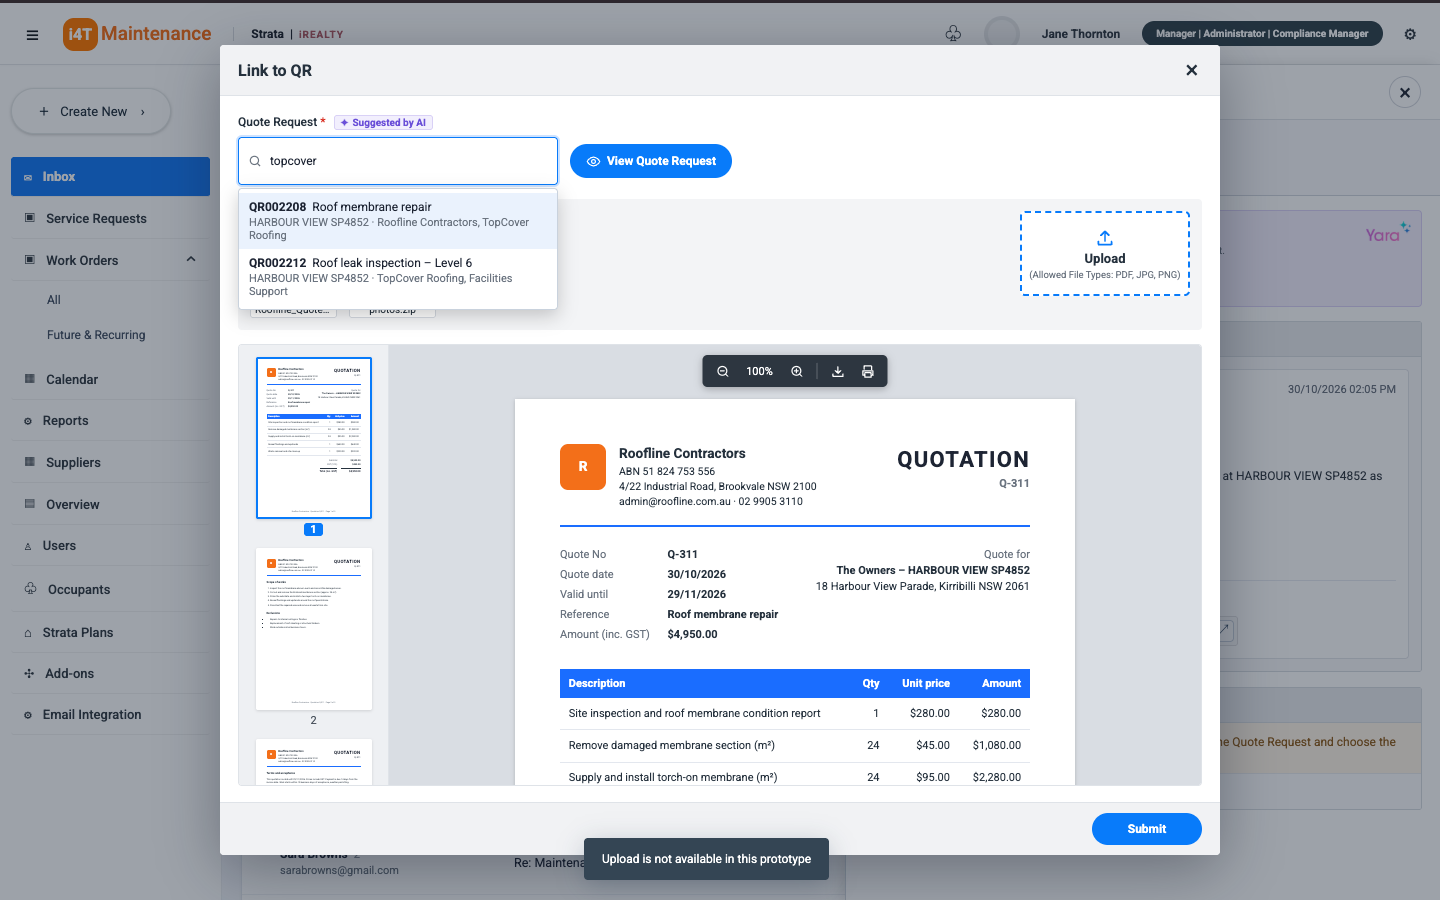 i4T Maintenance
Strata | iREALTY
Jane Thornton
Manager | Administrator | Compliance Manager
Link to QR
Create New
Inbox
Service Requests
Work Orders
All
Future & Recurring
Calendar
Reports
Suppliers
Overview
Users
Occupants
Strata Plans
Add-ons
Email Integration
Quote Request *
Suggested by AI
topcover
View Quote Request
QR002208 Roof membrane repair
HARBOUR VIEW SP4852 · Roofline Contractors, TopCover
Roofing
QR002212 Roof leak inspection – Level 6
HARBOUR VIEW SP4852 · TopCover Roofing, Facilities
Support
Roofline_Quote...
photos.zip
Upload
(Allowed File Types: PDF, JPG, PNG)
1
2
100%
R
Roofline Contractors
ABN 51 824 753 556
4/22 Industrial Road, Brookvale NSW 2100
admin@roofline.com.au · 02 9905 3110
QUOTATION
Q-311
Quote No Q-311
Quote date 30/10/2026
Valid until 29/11/2026
Reference Roof membrane repair
Amount (inc. GST) $4,950.00
Quote for
The Owners – HARBOUR VIEW SP4852
18 Harbour View Parade, Kirribilli NSW 2061
Description Qty Unit price Amount
Site inspection and roof membrane condition report 1 $280.00 $280.00
Remove damaged membrane section (m²) 24 $45.00 $1,080.00
Supply and install torch-on membrane (m²) 24 $95.00 $2,280.00
Submit
Upload is not available in this prototype
Yara
t.
30/10/2026 02:05 PM
at HARBOUR VIEW SP4852 as
ne Quote Request and choose the
Sara Browns 2
sarabrowns@gmail.com
Re: Maintena